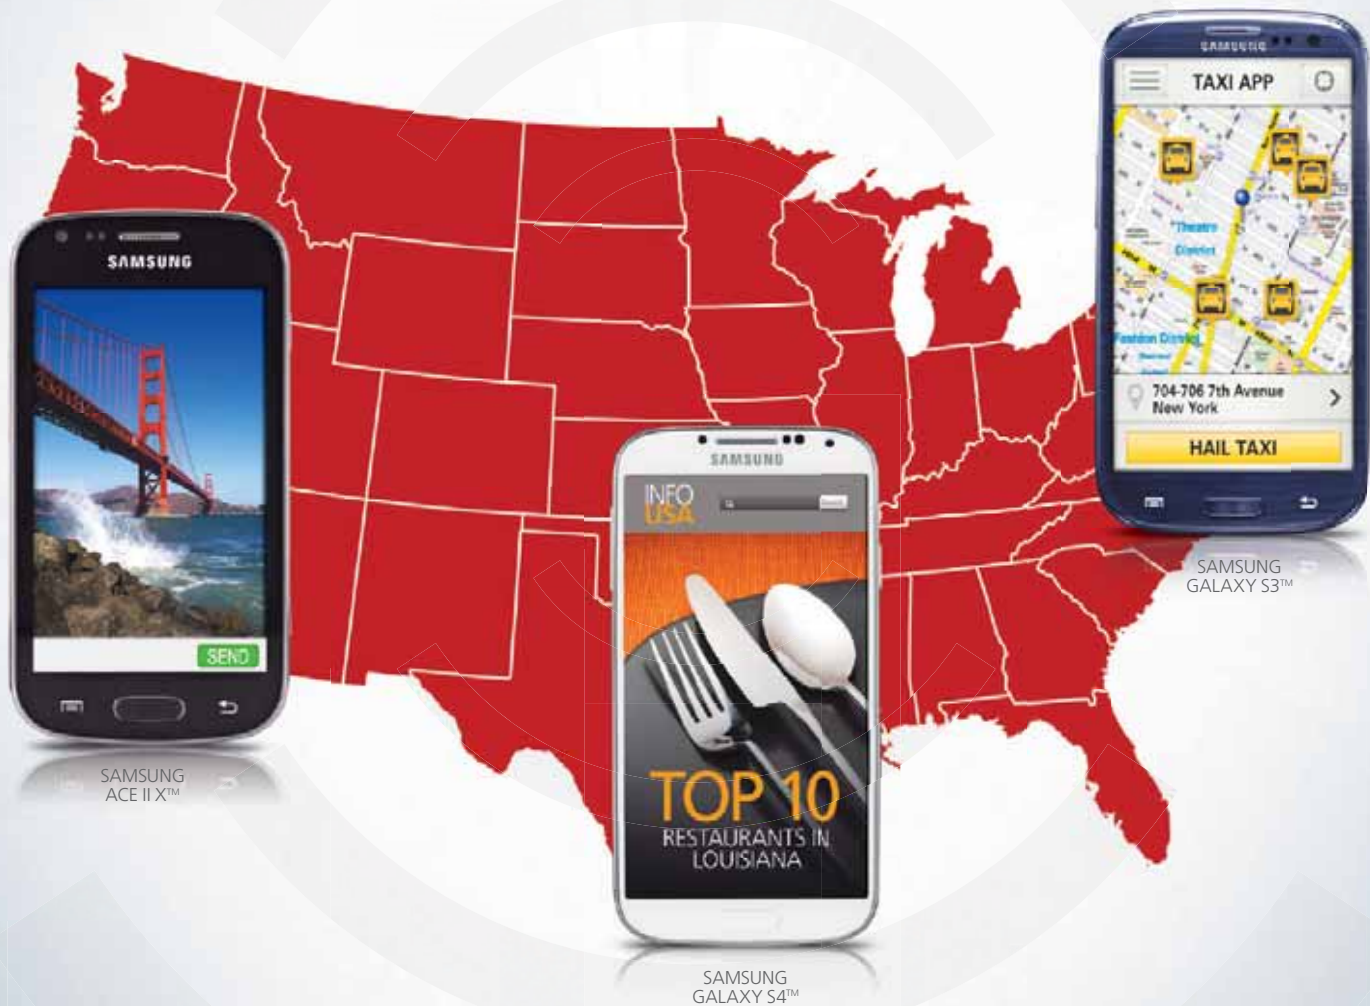 SAMSUNG
SEND
SAMSUNG
ACE II X™
SAMSUNG
INFO
USA
TOP 10
RESTAURANTS IN
LOUISIANA
SAMSUNG
GALAXY S4™
SAMSUNG
TAXI APP
Theatre
District
Fashion District
704-706 7th Avenue
New York
HAIL TAXI
SAMSUNG
GALAXY S3™